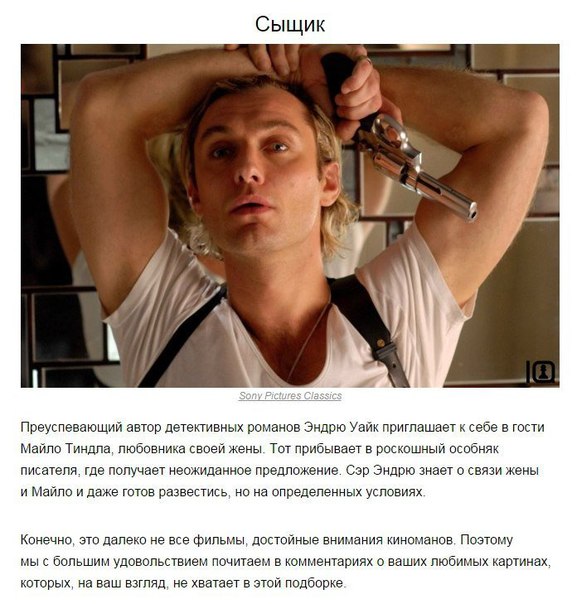 Сыщик
Sony Pictures Classics
Преуспевающий автор детективных романов Эндрю Уайк приглашает к себе в гости
Майло Тиндла, любовника своей жены. Тот прибывает в роскошный особняк
писателя, где получает неожиданное предложение. Сэр Эндрю знает о связи жены
и Майло и даже готов развестись, но на определенных условиях.
Конечно, это далеко не все фильмы, достойные внимания киноманов. Поэтому
мы с большим удовольствием почитаем в комментариях о ваших любимых картинах,
которых, на ваш взгляд, не хватает в этой подборке.